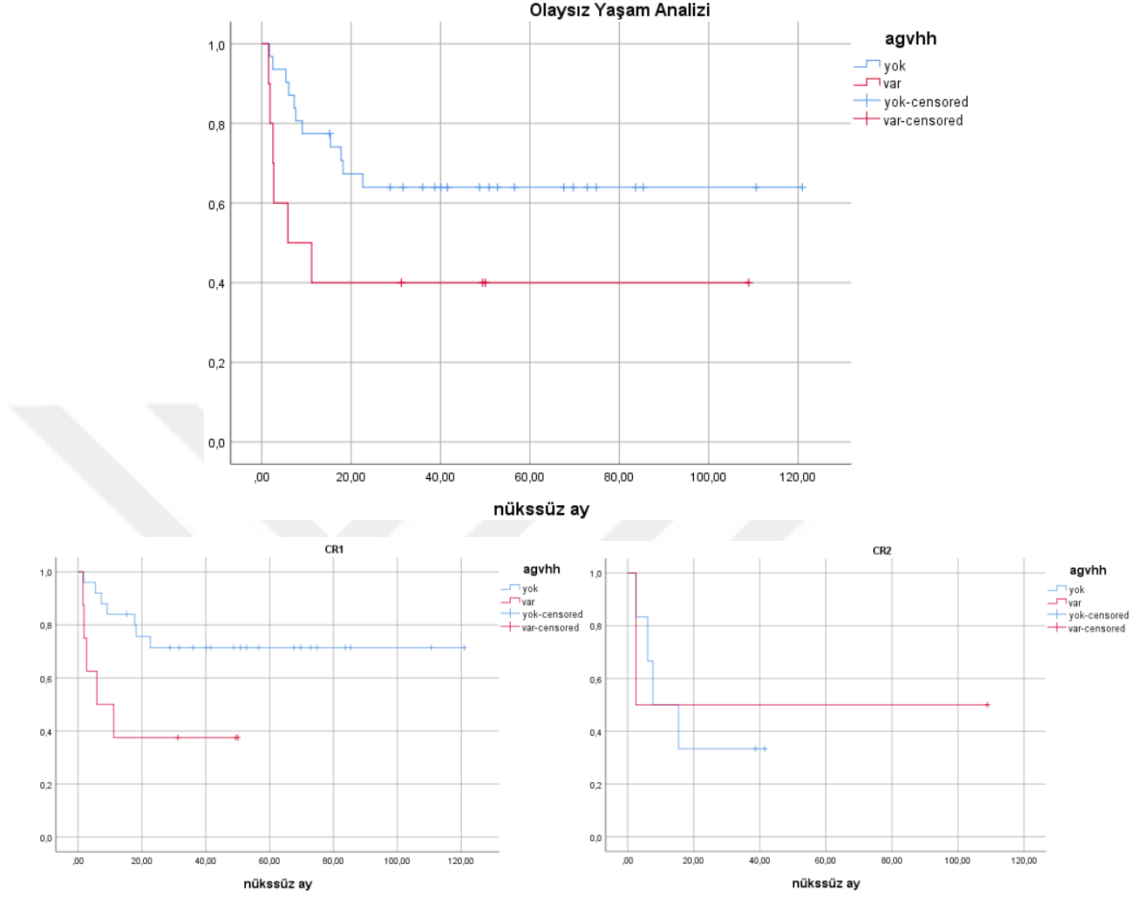 Olaysız Yaşam Analizi
agvhh
yok
var
yok-censored
var-censored
1,0
0,8
0,6
0,4
0,2
0,0
,00 20,00 40,00 60,00 80,00 100,00 120,00
nükssüz ay
CR1
agvhh
yok
var
yok-censored
var-censored
1,0
0,8
0,6
0,4
0,2
0,0
,00 20,00 40,00 60,00 80,00 100,00 120,00
nükssüz ay
CR2
agvhh
yok
var
yok-censored
var-censored
1,0
0,8
0,6
0,4
0,2
0,0
,00 20,00 40,00 60,00 80,00 100,00 120,00
nükssüz ay